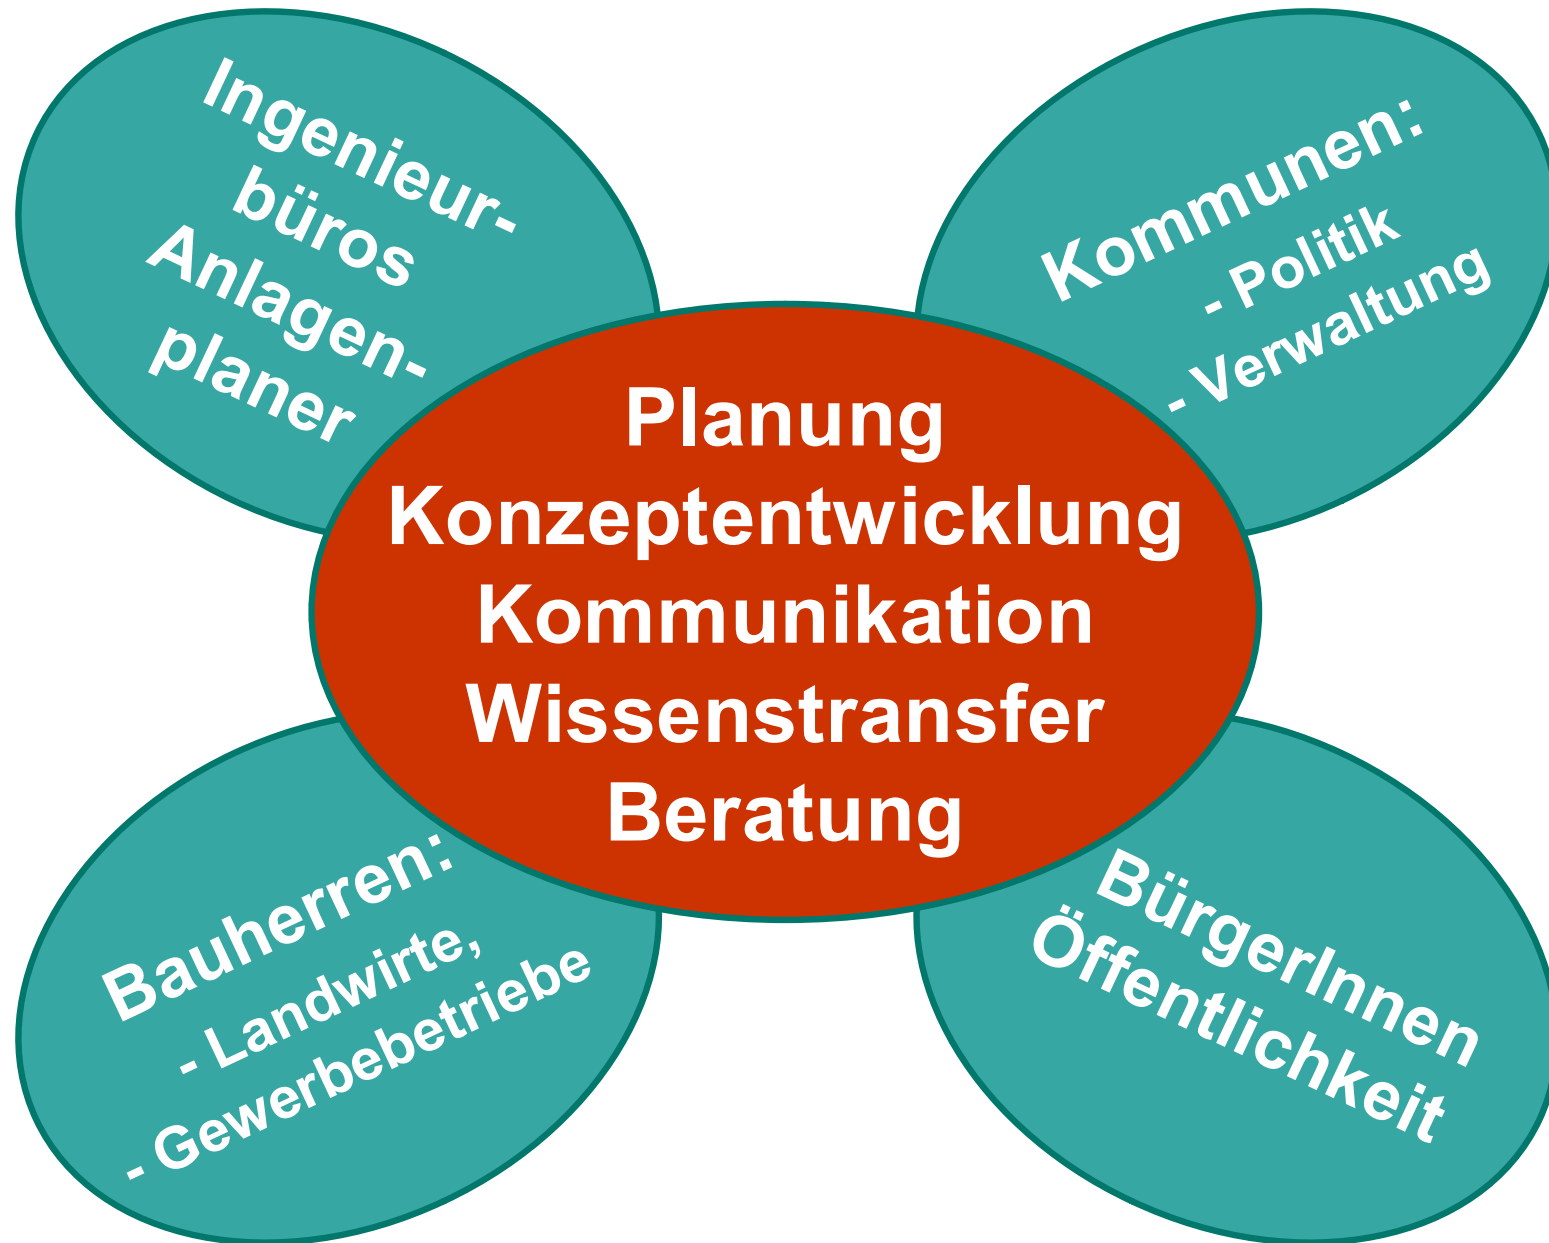 Ingenieur-
büros
Anlagen-
planer
Kommunen:
- Politik
- Verwaltung
Planung
Konzeptentwicklung
Kommunikation
Wissenstransfer
Beratung
Bauherren:
- Landwirte,
- Gewerbebetriebe
BürgerInnen
Öffentlichkeit